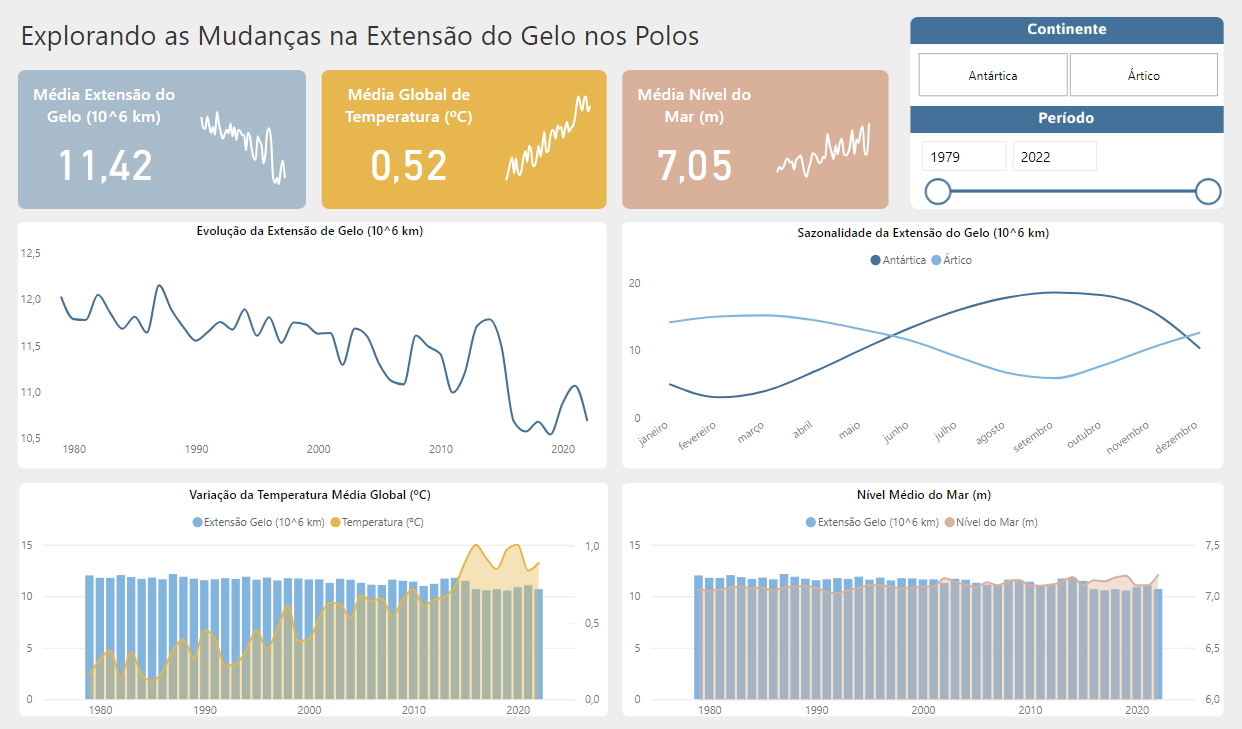 Explorando as Mudanças na Extensão do Gelo nos Polos
Continente
Antártica
Ártico
Período
1979
2022
Média Extensão do
Gelo (10^6 km)
11,42
Média Global de
Temperatura (ºC)
0,52
Média Nível do
Mar (m)
7,05
Evolução da Extensão de Gelo (10^6 km)
12,5
12,0
11,5
11,0
10,5
1980 1990 2000 2010 2020
Sazonalidade da Extensão do Gelo (10^6 km)
Antártica Ártico
20
10
0
janeiro fevereiro março abril maio junho julho agosto setembro outubro novembro dezembro
Variação da Temperatura Média Global (ºC)
Extensão Gelo (10^6 km) Temperatura (ºC)
15 1,0
10
0,5
5
0 0,0
1980 1990 2000 2010 2020
Nível Médio do Mar (m)
Extensão Gelo (10^6 km) Nível do Mar (m)
15 7,5
10 7,0
5 6,5
0 6,0
1980 1990 2000 2010 2020